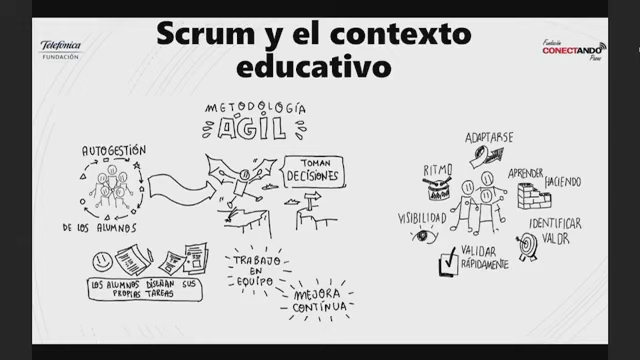 Scrum y el contexto
educativo
Telefónica
FUNDACIÓN
Fundación
CONECTANDO
METODOLOGÍA
ÁGIL
AUTOGESTIÓN
DE LOS ALUMNOS
TOMAN
DECISIONES
LOS ALUMNOS DISEÑAN SUS
PROPIAS TAREAS
TRABAJO
EN
EQUIPO
MEJORA
CONTINUA
ADAPTARSE
RITMO
APRENDER
HACIENDO
VISIBILIDAD
IDENTIFICAR
VALOR
VALIDAR
RÁPIDAMENTE